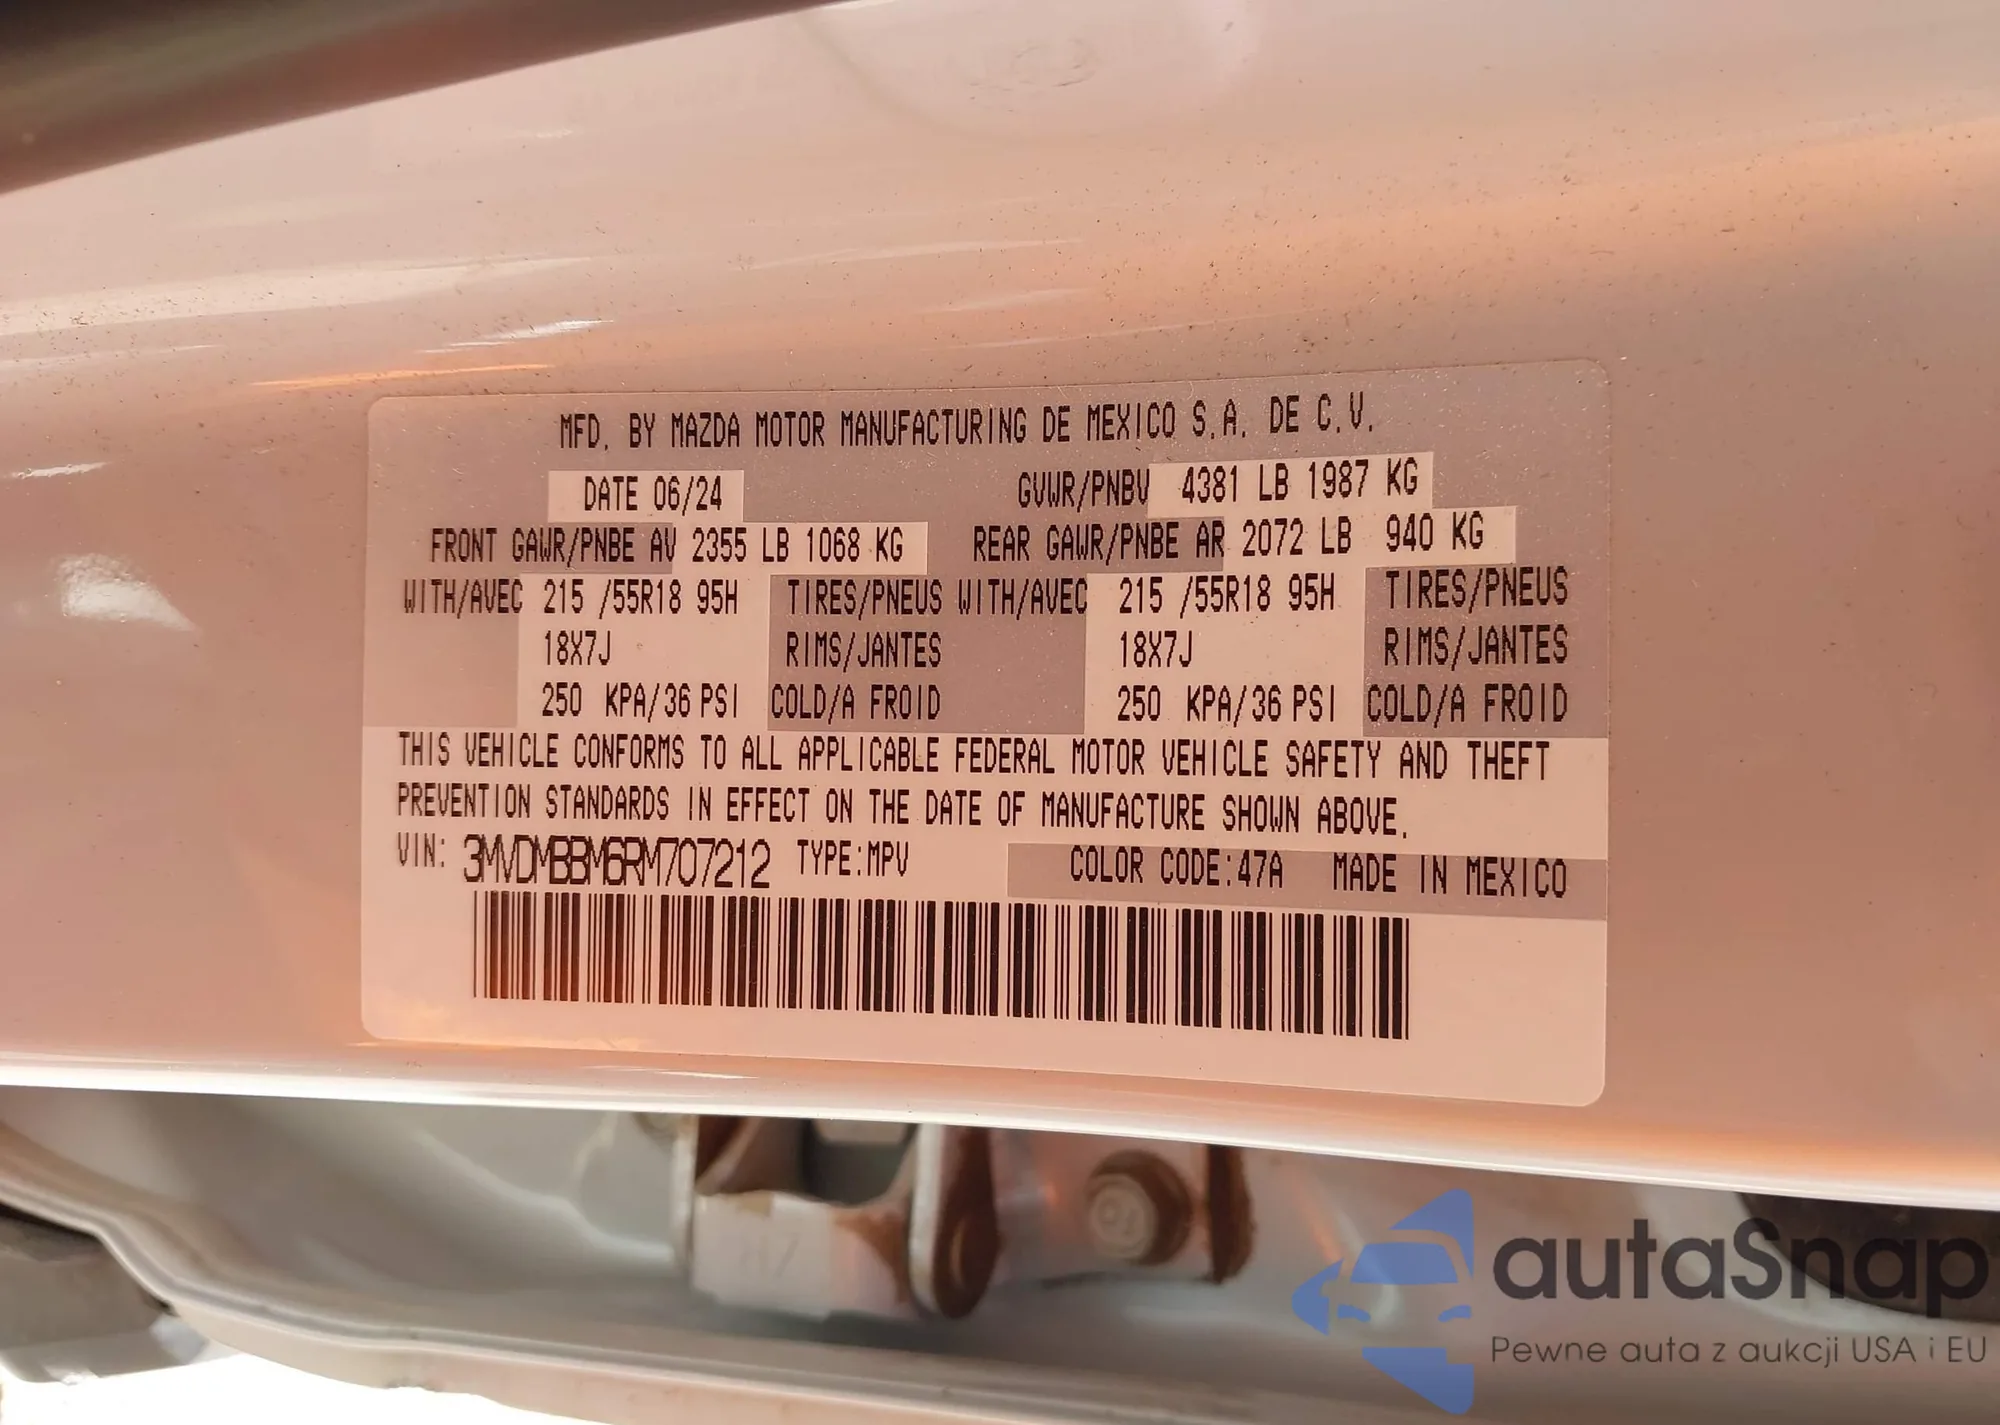 MFD. BY MAZDA MOTOR MANUFACTURING DE MEXICO S.A. DE C.V.
DATE 06/24 GVWR/PNBV 4381 LB 1987 KG
FRONT GAWR/PNBE AV 2355 LB 1068 KG REAR GAWR/PNBE AR 2072 LB 940 KG
WITH/AVEC 215 /55R18 95H TIRES/PNEUS WITH/AVEC 215 /55R18 95H TIRES/PNEUS
18X7J RIMS/JANTES 18X7J RIMS/JANTES
250 KPA/36 PSI COLD/A FROID 250 KPA/36 PSI COLD/A FROID
THIS VEHICLE CONFORMS TO ALL APPLICABLE FEDERAL MOTOR VEHICLE SAFETY AND THEFT
PREVENTION STANDARDS IN EFFECT ON THE DATE OF MANUFACTURE SHOWN ABOVE.
VIN: 3MVDMBBM6RM707212 TYPE:MPV COLOR CODE:47A MADE IN MEXICO
autaSnap
Pewne auta z aukcji USA i EU